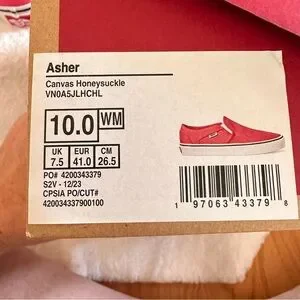 Asher
Canvas Honeysuckle
VN0A5JLHCHL
10.0 WM
UK EUR CM
7.5 41.0 26.5
PO# 4200343379
S2V - 12/23
CPSIA PO/CUT#
420034337900100
1 97063 43379 8